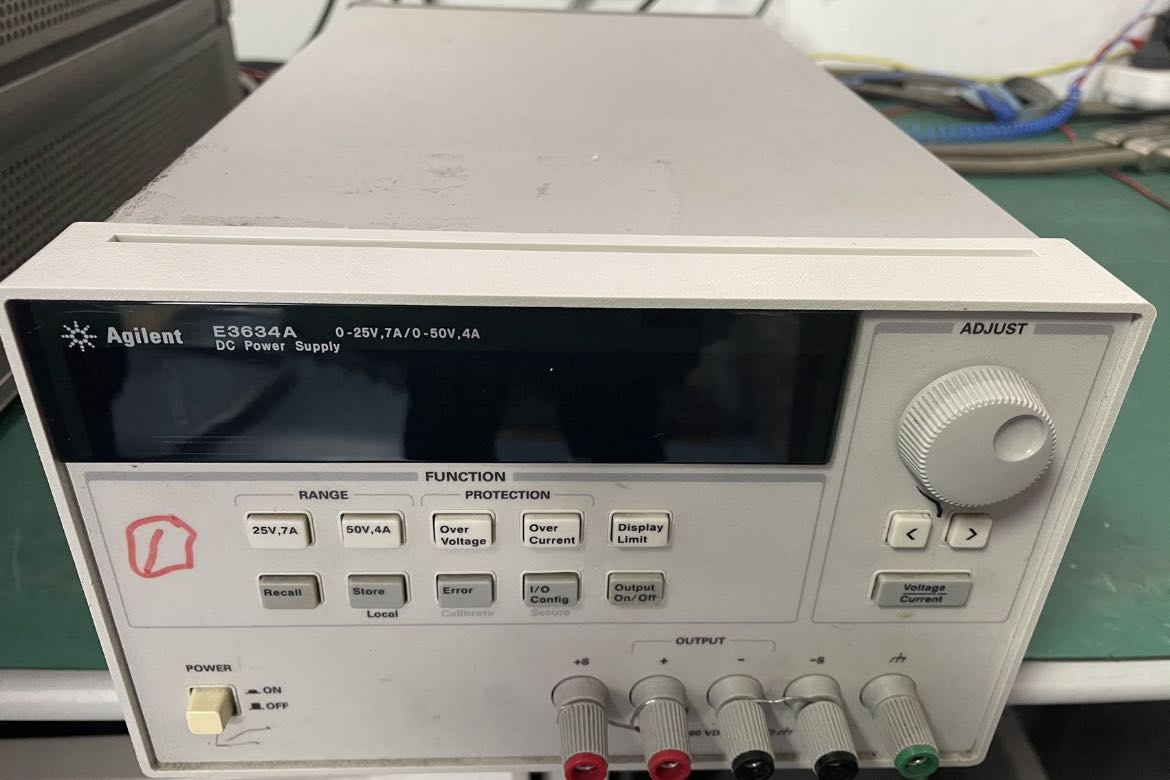 Agilent E3634A 0-25V,7A/0-50V,4A
DC Power Supply
ADJUST
FUNCTION
RANGE PROTECTION
25V,7A 50V,4A Over Voltage Over Current Display Limit
< >
Recall Store Error I/O Config Output On/Off
Voltage Current
Local Calibrate Secure
OUTPUT
POWER
+S + - -S
ON
OFF